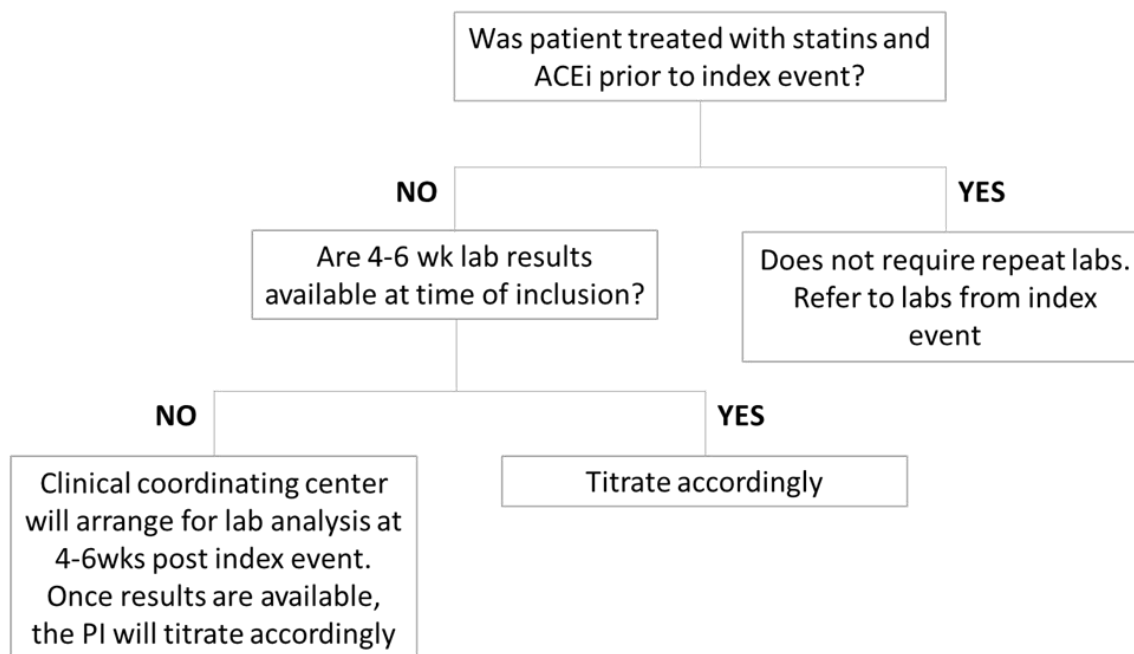 Was patient treated with statins and
ACEi prior to index event?
NO
YES
Are 4-6 wk lab results
available at time of inclusion?
Does not require repeat labs.
Refer to labs from index
event
NO
YES
Clinical coordinating center
will arrange for lab analysis at
4-6wks post index event.
Once results are available,
the PI will titrate accordingly
Titrate accordingly